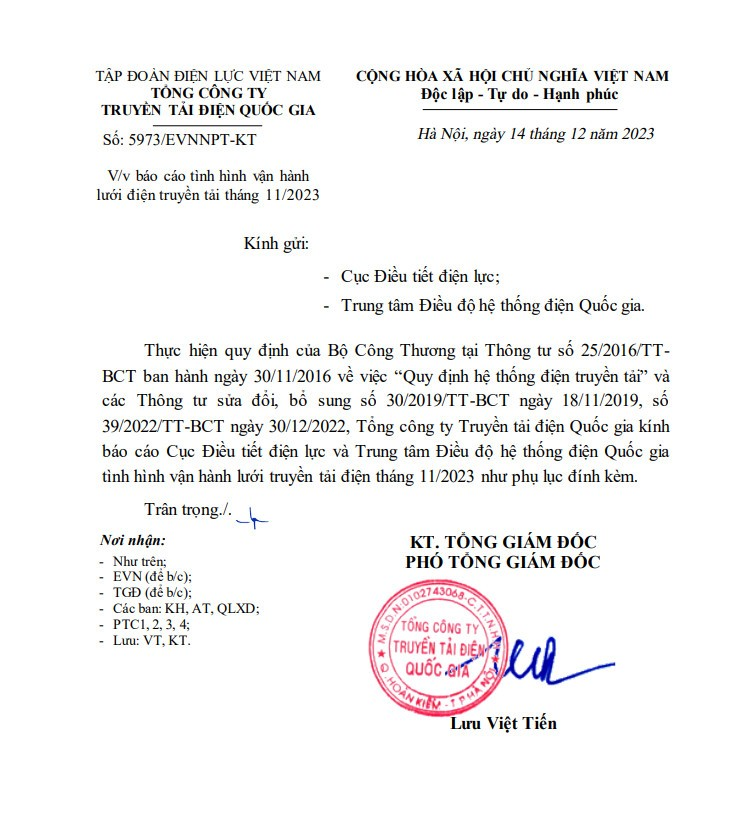 TẬP ĐOÀN ĐIỆN LỰC VIỆT NAM
TỔNG CÔNG TY
TRUYỀN TẢI ĐIỆN QUỐC GIA
Số: 5973/EVNNPT-KT
V/v báo cáo tình hình vận hành
lưới điện truyền tải tháng 11/2023
CỘNG HÒA XÃ HỘI CHỦ NGHĨA VIỆT NAM
Độc lập - Tự do - Hạnh phúc
Hà Nội, ngày 14 tháng 12 năm 2023
Kính gửi:
- Cục Điều tiết điện lực;
- Trung tâm Điều độ hệ thống điện Quốc gia.
Thực hiện quy định của Bộ Công Thương tại Thông tư số 25/2016/TT-
BCT ban hành ngày 30/11/2016 về việc “Quy định hệ thống điện truyền tải” và
các Thông tư sửa đổi, bổ sung số 30/2019/TT-BCT ngày 18/11/2019, số
39/2022/TT-BCT ngày 30/12/2022, Tổng công ty Truyền tải điện Quốc gia kính
báo cáo Cục Điều tiết điện lực và Trung tâm Điều độ hệ thống điện Quốc gia
tình hình vận hành lưới truyền tải điện tháng 11/2023 như phụ lục đính kèm.
Trân trọng./.
Nơi nhận:
- Như trên;
- EVN (để b/c);
- TGĐ (để b/c);
- Các ban: KH, AT, QLXD;
- PTC1, 2, 3, 4;
- Lưu: VT, KT.
KT. TỔNG GIÁM ĐỐC
PHÓ TỔNG GIÁM ĐỐC
M.S.D.N:0102743068-C.T.T.N.H
TỔNG CÔNG TY
TRUYỀN TẢI ĐIỆN
QUỐC GIA
Q.HOÀN KIẾM - T.P HÀ NỘI
Lưu Việt Tiến